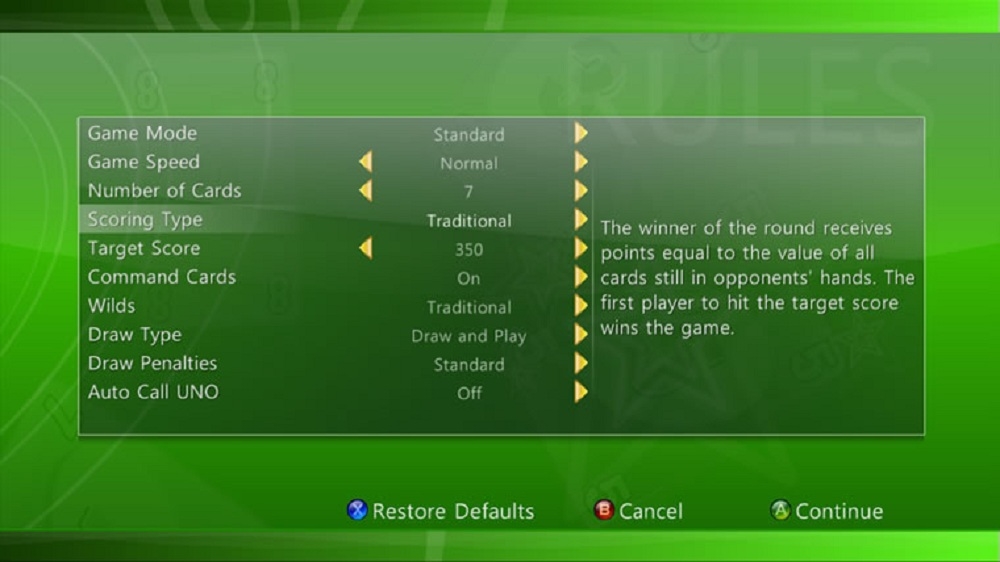 RULES
Game Mode Standard
Game Speed Normal
Number of Cards 7
Scoring Type Traditional
Target Score 350
Command Cards On
Wilds Traditional
Draw Type Draw and Play
Draw Penalties Standard
Auto Call UNO Off
The winner of the round receives
points equal to the value of all
cards still in opponents' hands. The
first player to hit the target score
wins the game.
X Restore Defaults B Cancel A Continue